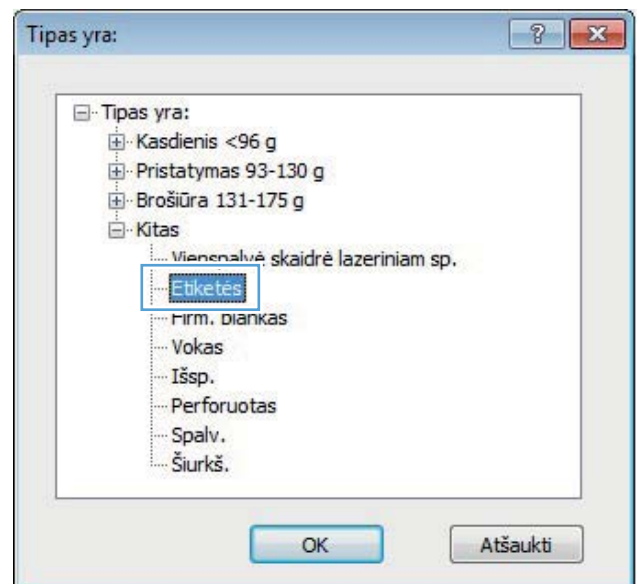 Tipas yra:
Tipas yra:
Kasdienis <96 g
Pristatymas 93-130 g
Brošiūra 131-175 g
Kitas
Vienspalvė skaidrė lazeriniam sp.
Etiketės
Firm. blankas
Vokas
Išsp.
Perforuotas
Spalv.
Šiurkš.
OK
Atšaukti